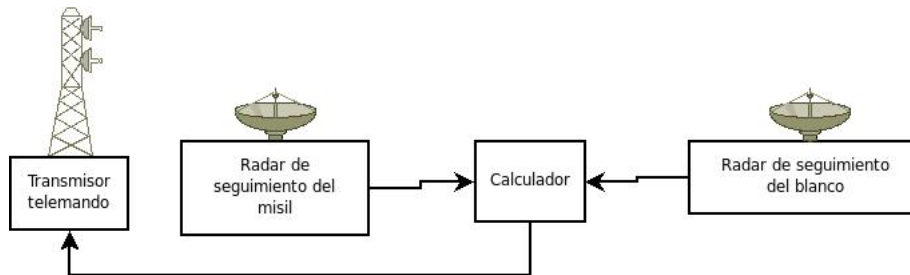 Transmisor
telemando
Radar de
seguimiento del
misil
Calculador
Radar de seguimiento
del blanco